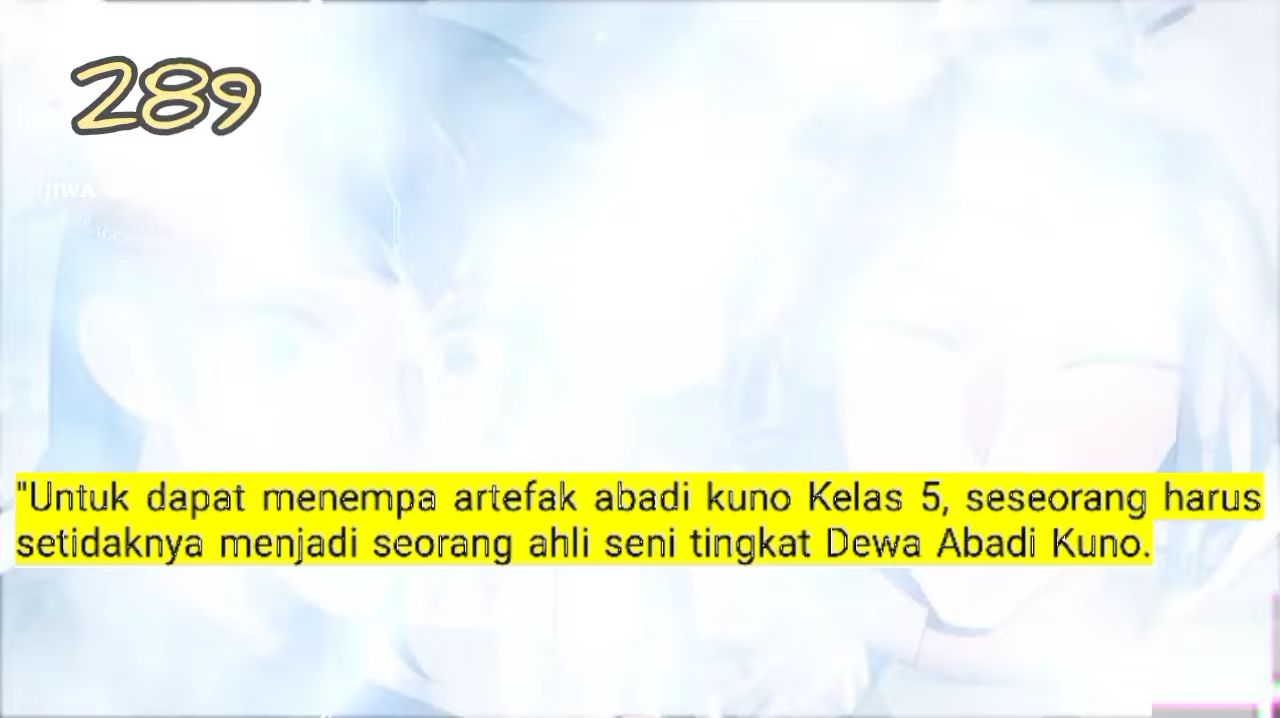 289
JIWA
"Untuk dapat menempa artefak abadi kuno Kelas 5, seseorang harus
setidaknya menjadi seorang ahli seni tingkat Dewa Abadi Kuno.